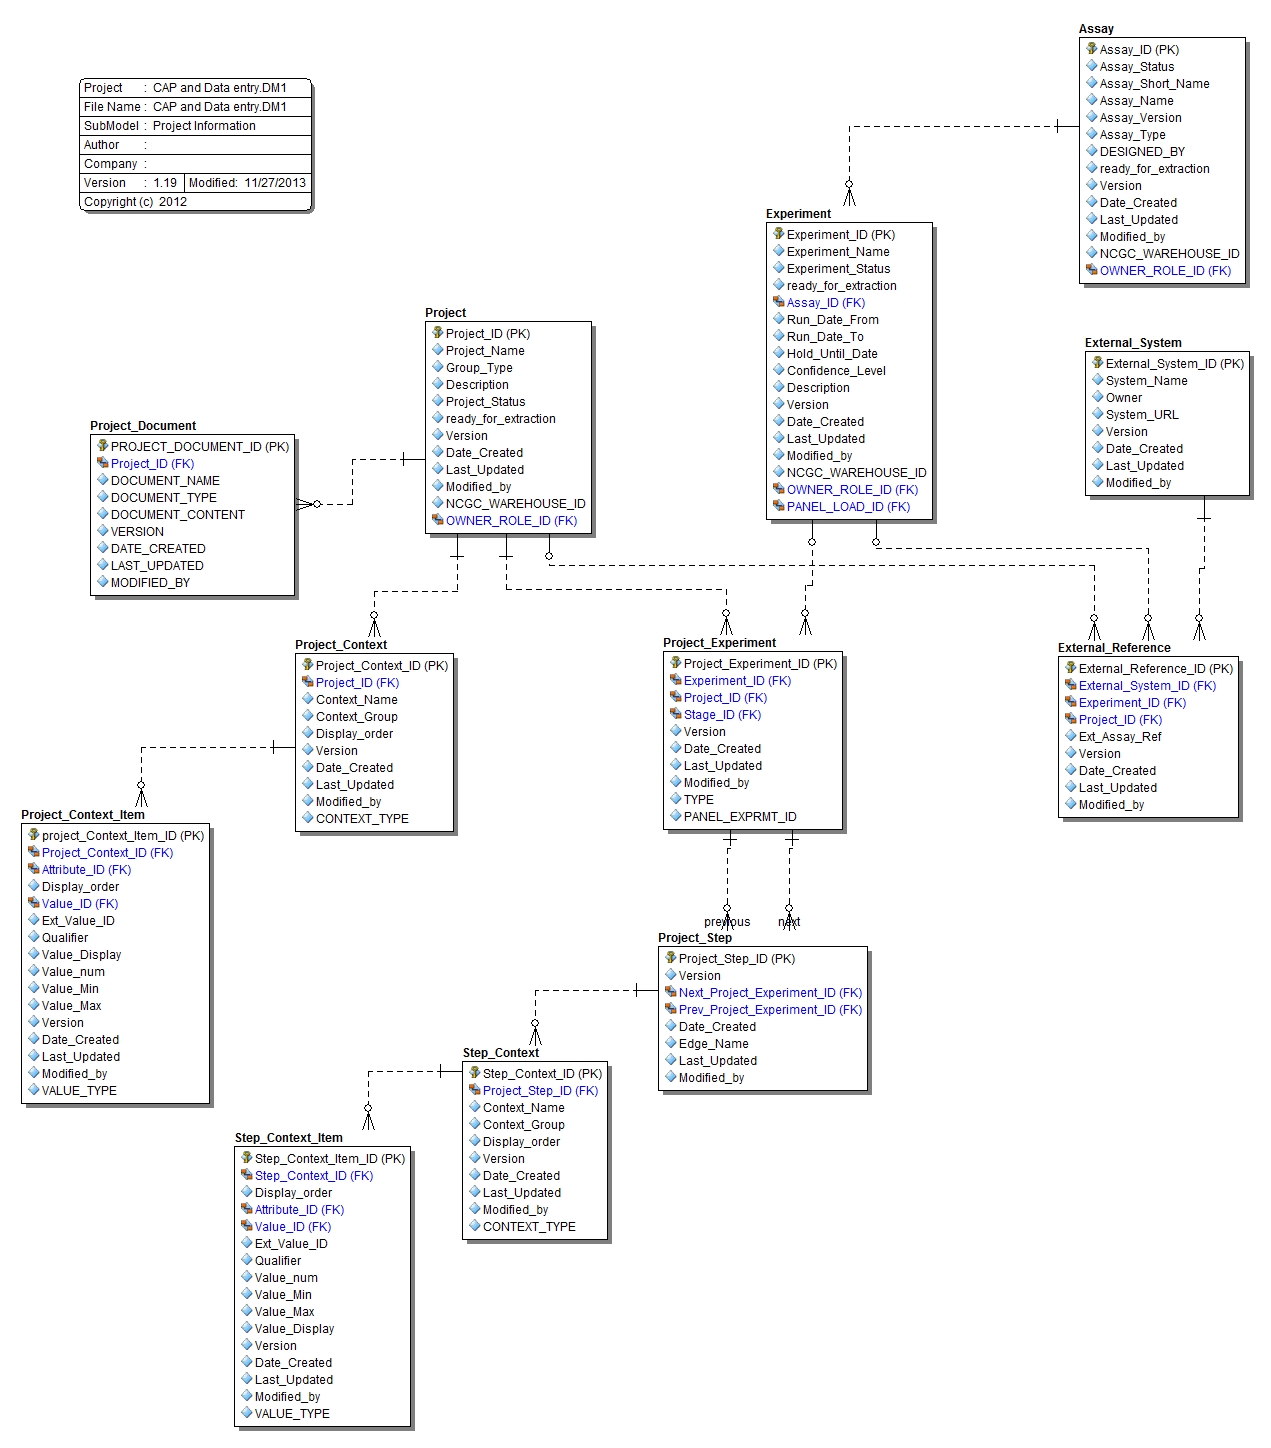 Project : CAP and Data entry.DM1
File Name : CAP and Data entry.DM1
SubModel : Project Information
Author :
Company :
Version : 1.19 Modified: 11/27/2013
Copyright (c) 2012
Assay
Assay_ID (PK)
Assay_Status
Assay_Short_Name
Assay_Name
Assay_Version
Assay_Type
DESIGNED_BY
ready_for_extraction
Version
Date_Created
Last_Updated
Modified_by
NCGC_WAREHOUSE_ID
OWNER_ROLE_ID (FK)
Experiment
Experiment_ID (PK)
Experiment_Name
Experiment_Status
ready_for_extraction
Assay_ID (FK)
Run_Date_From
Run_Date_To
Hold_Until_Date
Confidence_Level
Description
Version
Date_Created
Last_Updated
Modified_by
NCGC_WAREHOUSE_ID
OWNER_ROLE_ID (FK)
PANEL_LOAD_ID (FK)
Project
Project_ID (PK)
Project_Name
Group_Type
Description
Project_Status
ready_for_extraction
Version
Date_Created
Last_Updated
Modified_by
NCGC_WAREHOUSE_ID
OWNER_ROLE_ID (FK)
External_System
External_System_ID (PK)
System_Name
Owner
System_URL
Version
Date_Created
Last_Updated
Modified_by
Project_Document
PROJECT_DOCUMENT_ID (PK)
Project_ID (FK)
DOCUMENT_NAME
DOCUMENT_TYPE
DOCUMENT_CONTENT
VERSION
DATE_CREATED
LAST_UPDATED
MODIFIED_BY
Project_Context
Project_Context_ID (PK)
Project_ID (FK)
Context_Name
Context_Group
Display_order
Version
Date_Created
Last_Updated
Modified_by
CONTEXT_TYPE
Project_Experiment
Project_Experiment_ID (PK)
Experiment_ID (FK)
Project_ID (FK)
Stage_ID (FK)
Version
Date_Created
Last_Updated
Modified_by
TYPE
PANEL_EXPRMT_ID
External_Reference
External_Reference_ID (PK)
External_System_ID (FK)
Experiment_ID (FK)
Project_ID (FK)
Ext_Assay_Ref
Version
Date_Created
Last_Updated
Modified_by
Project_Context_Item
project_Context_Item_ID (PK)
Project_Context_ID (FK)
Attribute_ID (FK)
Display_order
Value_ID (FK)
Ext_Value_ID
Qualifier
Value_Display
Value_num
Value_Min
Value_Max
Version
Date_Created
Last_Updated
Modified_by
VALUE_TYPE
previous
next
Project_Step
Project_Step_ID (PK)
Version
Next_Project_Experiment_ID (FK)
Prev_Project_Experiment_ID (FK)
Date_Created
Edge_Name
Last_Updated
Modified_by
Step_Context
Step_Context_ID (PK)
Project_Step_ID (FK)
Context_Name
Context_Group
Display_order
Version
Date_Created
Last_Updated
Modified_by
CONTEXT_TYPE
Step_Context_Item
Step_Context_Item_ID (PK)
Step_Context_ID (FK)
Display_order
Attribute_ID (FK)
Value_ID (FK)
Ext_Value_ID
Qualifier
Value_num
Value_Min
Value_Max
Value_Display
Version
Date_Created
Last_Updated
Modified_by
VALUE_TYPE